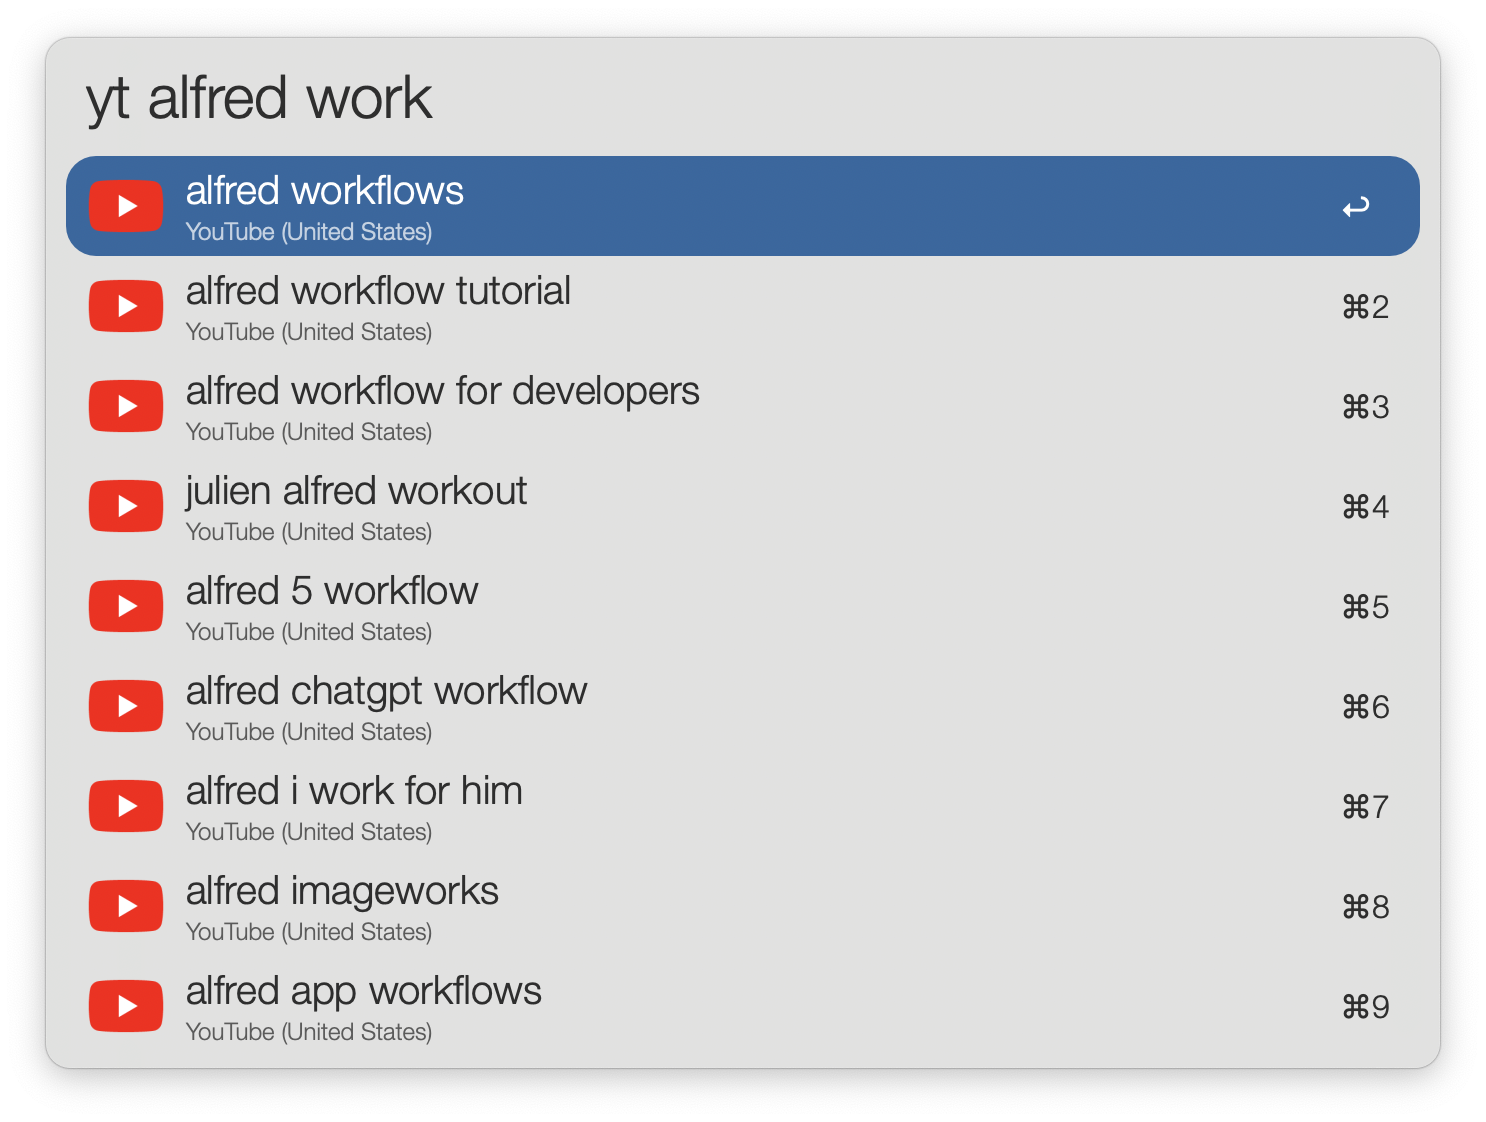 yt alfred work
alfred workflows
YouTube (United States)
↩
alfred workflow tutorial
YouTube (United States)
⌘2
alfred workflow for developers
YouTube (United States)
⌘3
julien alfred workout
YouTube (United States)
⌘4
alfred 5 workflow
YouTube (United States)
⌘5
alfred chatgpt workflow
YouTube (United States)
⌘6
alfred i work for him
YouTube (United States)
⌘7
alfred imageworks
YouTube (United States)
⌘8
alfred app workflows
YouTube (United States)
⌘9